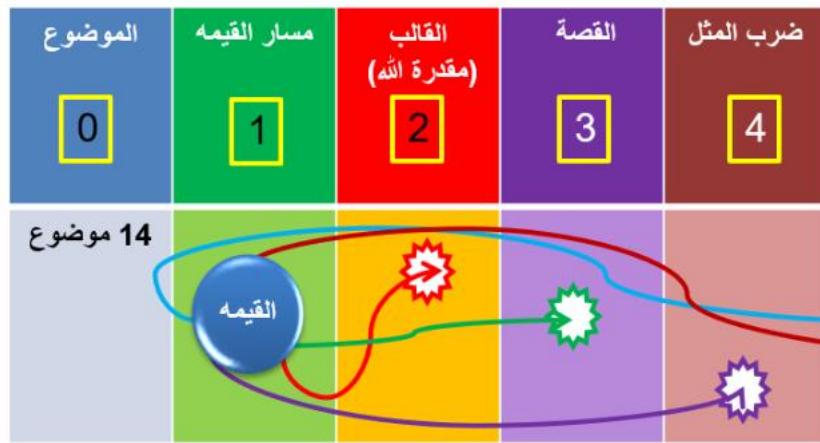 الموضوع
مسار القيمه
القالب
(مقدرة الله)
القصة
ضرب المثل
0
1
2
3
4
14 موضوع
القيمه